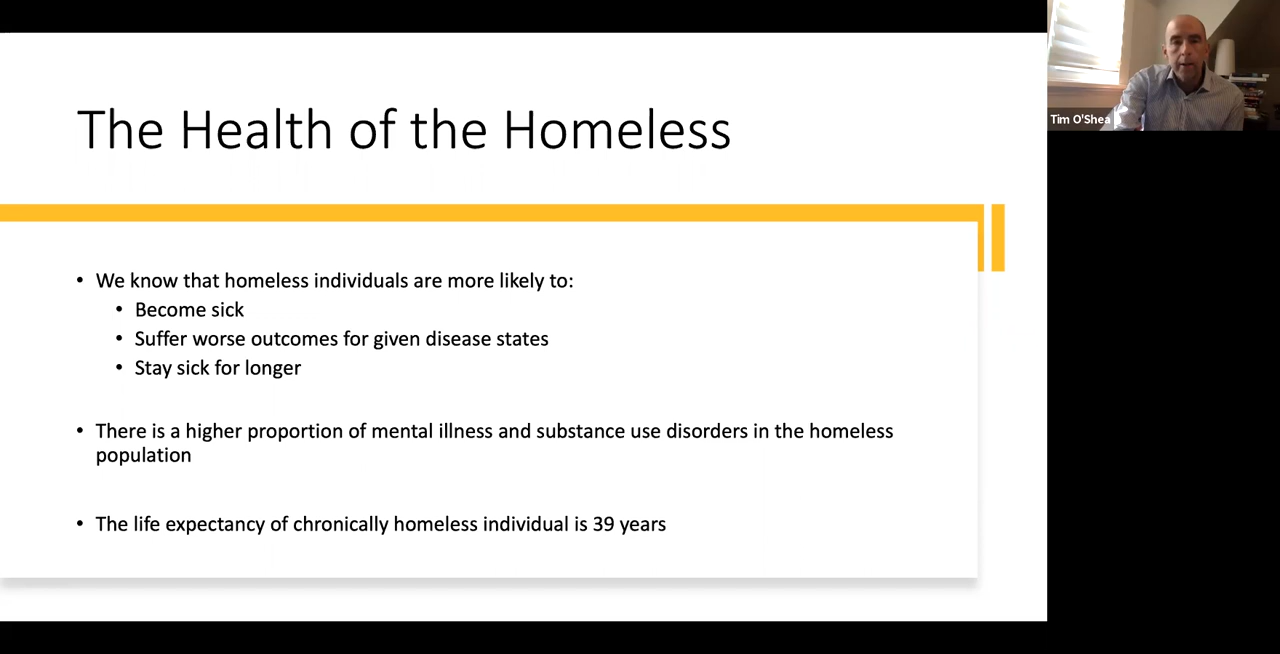 The Health of the Homeless
• We know that homeless individuals are more likely to:
• Become sick
• Suffer worse outcomes for given disease states
• Stay sick for longer
• There is a higher proportion of mental illness and substance use disorders in the homeless
population
• The life expectancy of chronically homeless individual is 39 years
Tim O'Shea